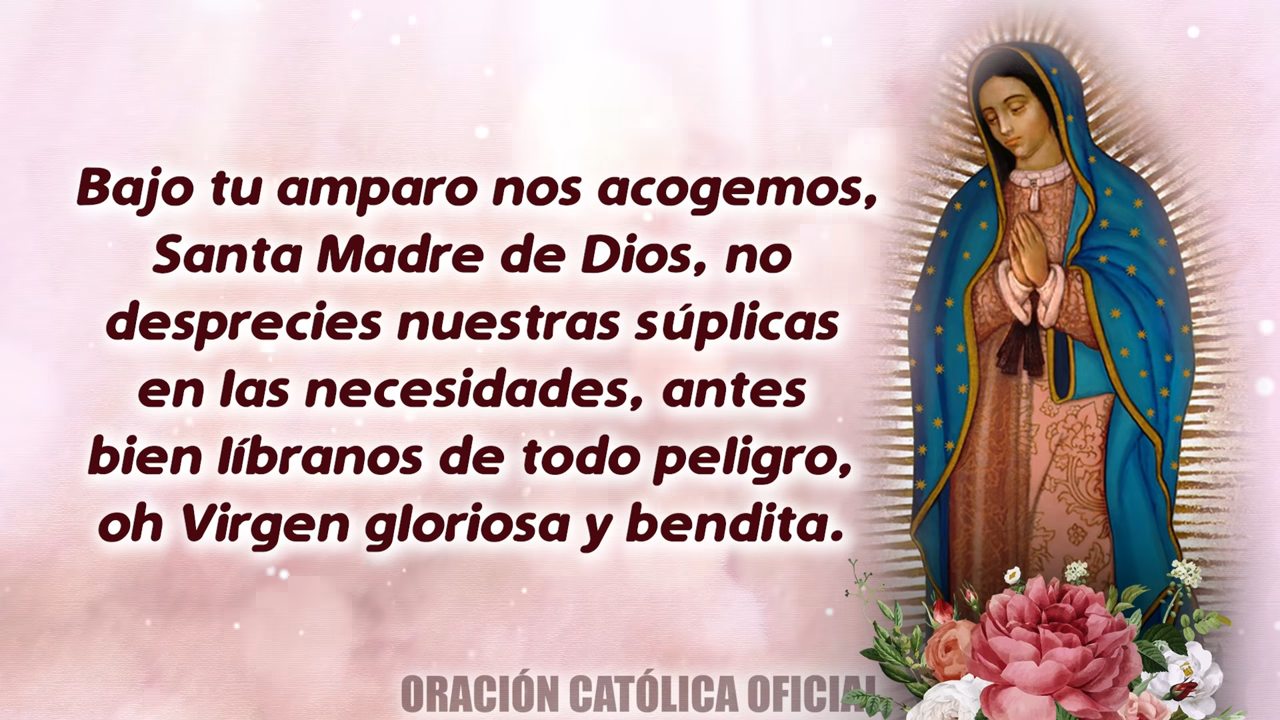 Bajo tu amparo nos acogemos,
Santa Madre de Dios, no
desprecies nuestras súplicas
en las necesidades, antes
bien líbranos de todo peligro,
oh Virgen gloriosa y bendita.
ORACIÓN CATÓLICA OFICIAL